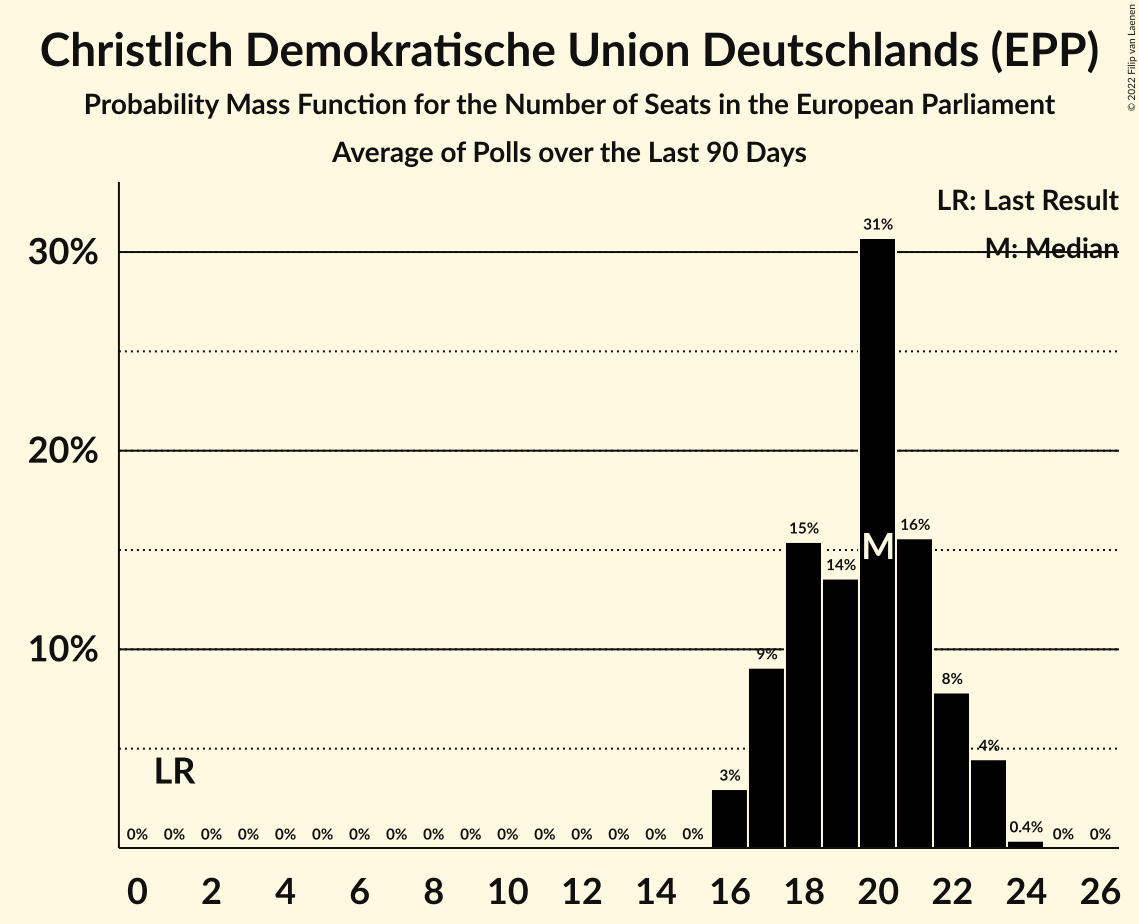 Christlich Demokratische Union Deutschlands (EPP)
Probability Mass Function for the Number of Seats in the European Parliament
Average of Polls over the Last 90 Days
© 2022 Filip van Laenen
LR: Last Result
M: Median
30%
20%
10%
31%
15%
14%
16%
M
9%
8%
4%
3%
LR
0% 0% 0% 0% 0% 0% 0% 0% 0% 0% 0% 0% 0% 0% 0% 0% 0.4% 0% 0%
0 2 4 6 8 10 12 14 16 18 20 22 24 26